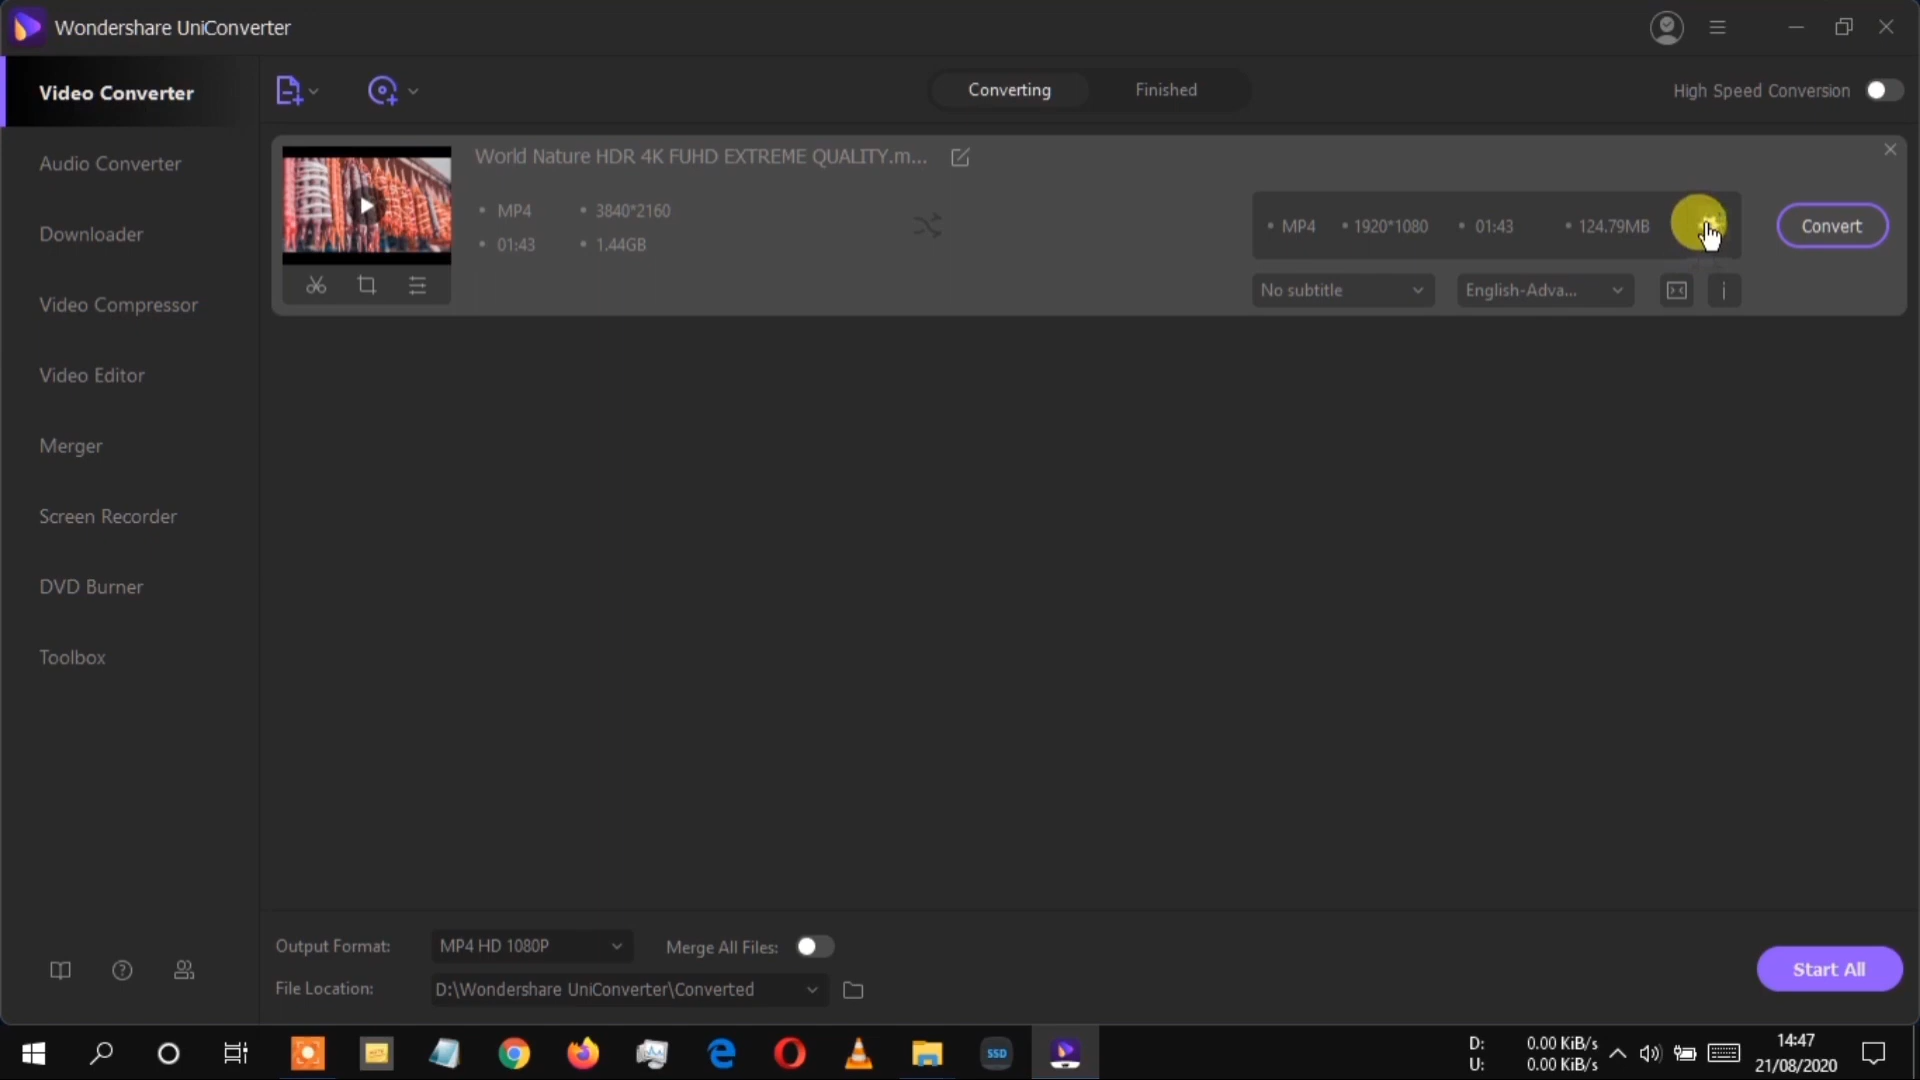 Wondershare UniConverter
Video Converter
Audio Converter
Downloader
Video Compressor
Video Editor
Merger
Screen Recorder
DVD Burner
Toolbox
Converting
Finished
High Speed Conversion
World Nature HDR 4K FUHD EXTREME QUALITY.m...
• MP4 • 3840*2160
• 01:43 • 1.44GB
• MP4 • 1920*1080 • 01:43 • 124.79MB
Convert
No subtitle
English-Adva...
Output Format: MP4 HD 1080P
Merge All Files:
File Location: D:\Wondershare UniConverter\Converted
Start All
SSD
D: 0.00 KiB/s
U: 0.00 KiB/s
14:47
21/08/2020